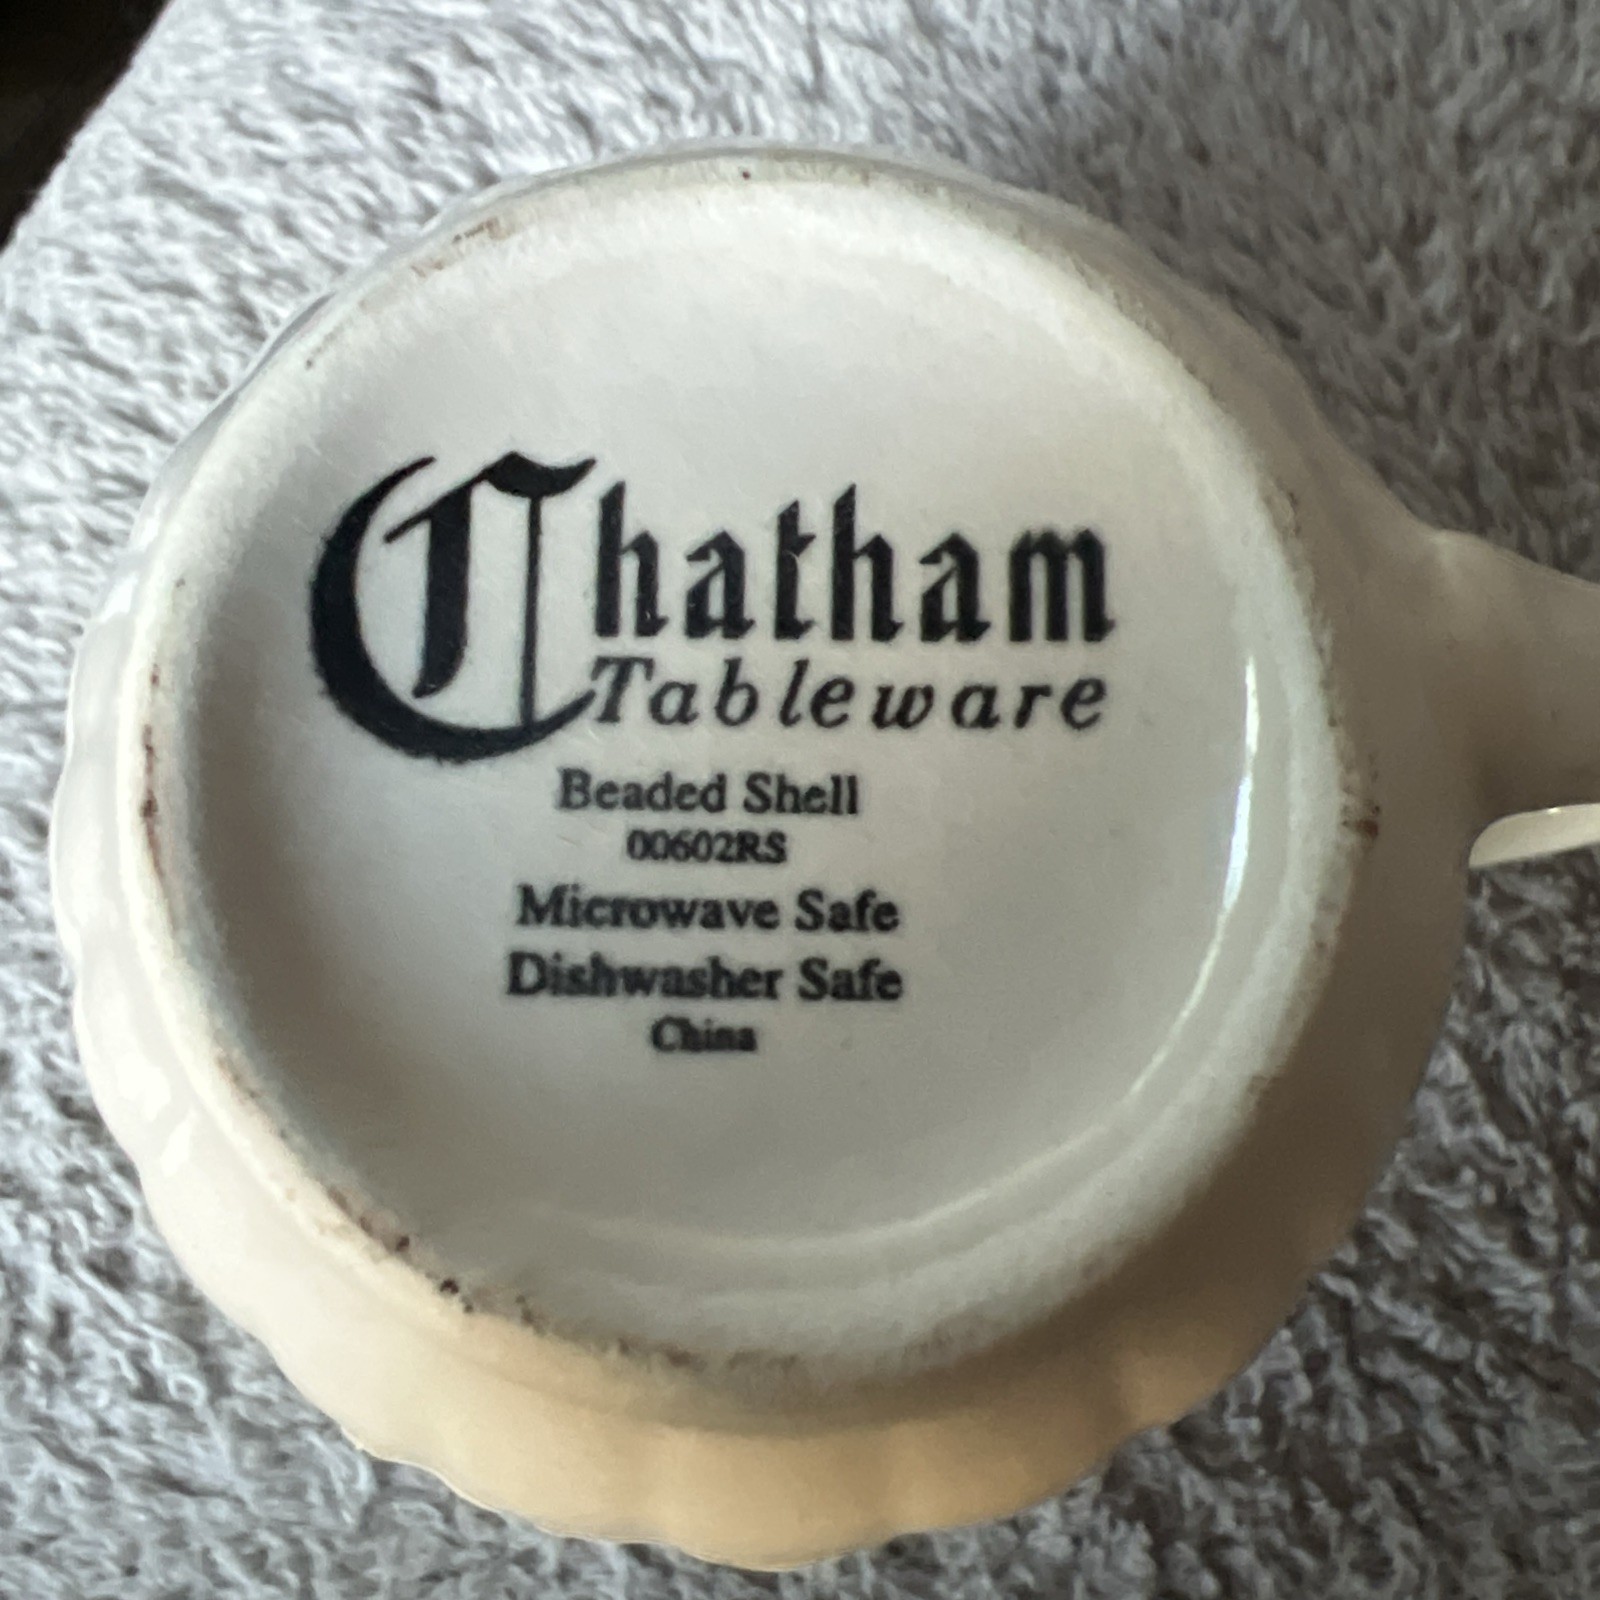 Chatham
Tableware
Beaded Shell
00602RS
Microwave Safe
Dishwasher Safe
China